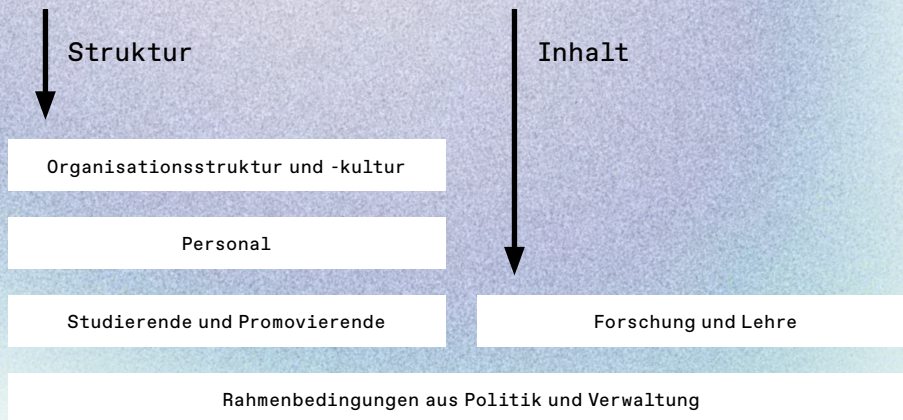 Struktur
Inhalt
Organisationsstruktur und -kultur
Personal
Studierende und Promovierende
Forschung und Lehre
Rahmenbedingungen aus Politik und Verwaltung